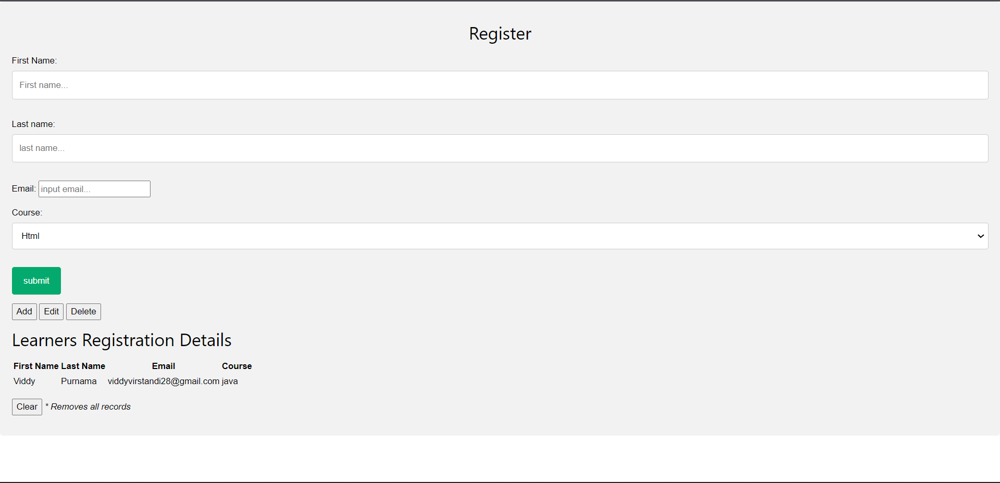 Register
First Name:
First name...
Last name:
last name...
Email: input email...
Course:
Html
submit
Add Edit Delete
Learners Registration Details
First Name Last Name Email Course
Viddy Purnama viddyvirstandi28@gmail.com java
Clear * Removes all records